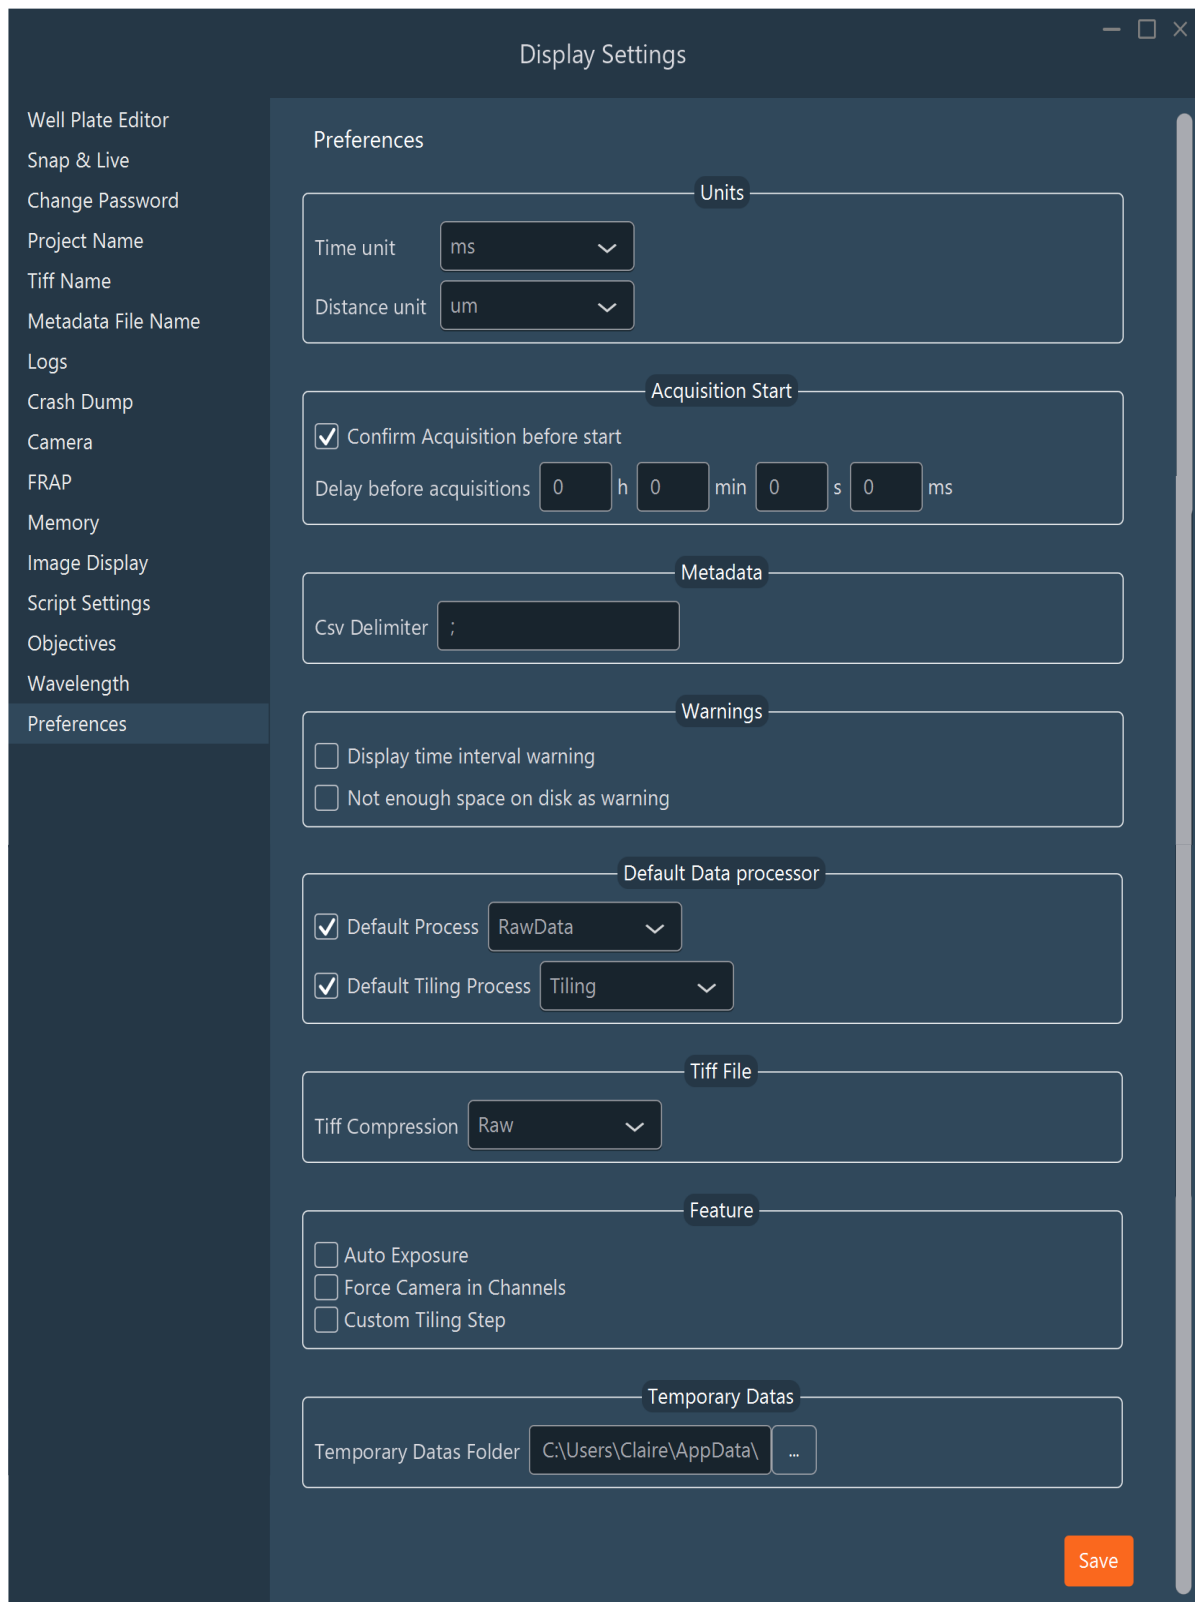 Display Settings
Well Plate Editor
Snap & Live
Change Password
Project Name
Tiff Name
Metadata File Name
Logs
Crash Dump
Camera
FRAP
Memory
Image Display
Script Settings
Objectives
Wavelength
Preferences
Preferences
Units
Time unit ms
Distance unit um
Acquisition Start
Confirm Acquisition before start
Delay before acquisitions 0 h 0 min 0 s 0 ms
Metadata
Csv Delimiter ;
Warnings
Display time interval warning
Not enough space on disk as warning
Default Data processor
Default Process RawData
Default Tiling Process Tiling
Tiff File
Tiff Compression Raw
Feature
Auto Exposure
Force Camera in Channels
Custom Tiling Step
Temporary Datas
Temporary Datas Folder C:\Users\Claire\AppData\ ...
Save